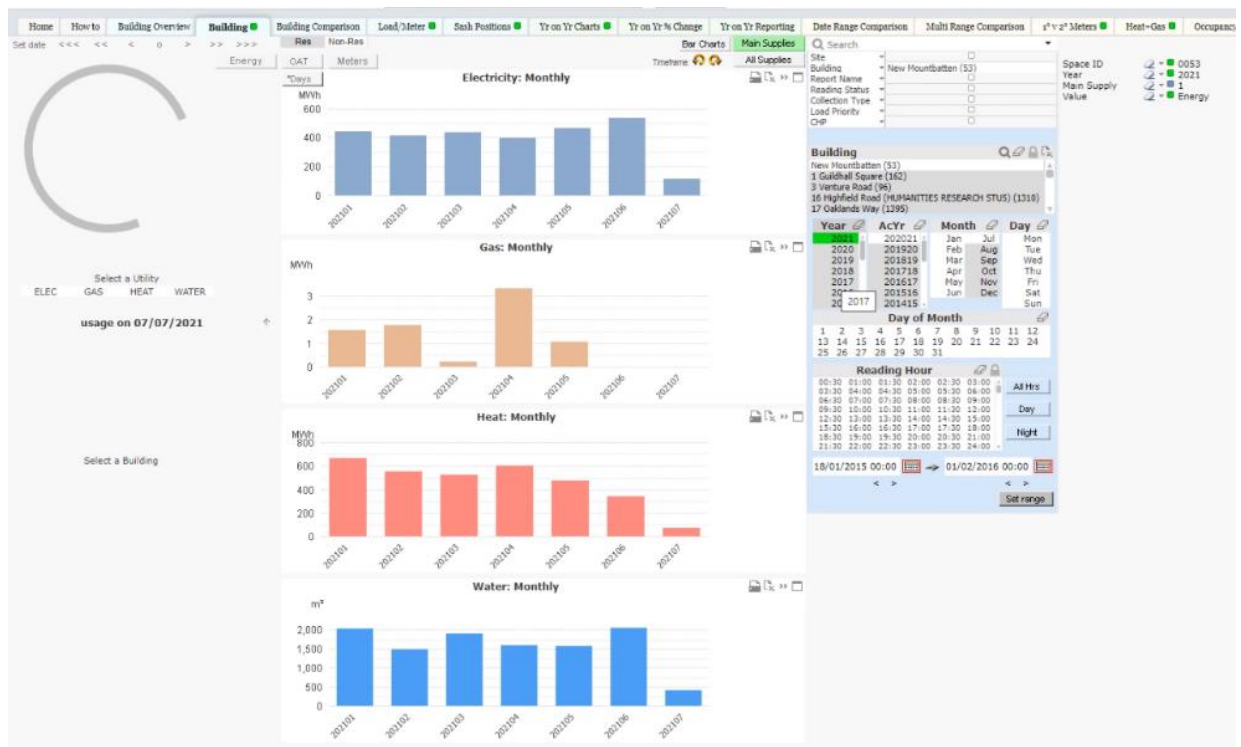 Home How to Building Overview Building Building Comparison Load/Meter Sash Positions Yr on Yr Charts Yr on Yr % Change Yr on Yr Reporting Date Range Comparison Multi Range Comparison 1° v 2° Meters Heat=Gas Occupancy
Set date <<< << < o > >> >>>
Energy
Res Non-Res
OAT Meters
*Days
Bar Charts Main Supplies
Timeframe All Supplies
Select a Utility
ELEC GAS HEAT WATER
usage on 07/07/2021
Select a Building
Electricity: Monthly
MWh
600
400
200
0
202101 202102 202103 202104 202105 202106 202107
Gas: Monthly
MWh
3
2
1
0
202101 202102 202103 202104 202105 202106 202107
Heat: Monthly
MWh
800
600
400
200
0
202101 202102 202103 202104 202105 202106 202107
Water: Monthly
m³
2,000
1,500
1,000
500
0
202101 202102 202103 202104 202105 202106 202107
Search
Site
Building New Mountbatten (53)
Report Name
Reading Status
Collection Type
Load Priority
CHP
Space ID 0053
Year 2021
Main Supply 1
Value Energy
Building
New Mountbatten (53)
1 Guildhall Square (162)
3 Venture Road (96)
16 Highfield Road (HUMANITIES RESEARCH STUS) (1310)
17 Oaklands Way (1395)
Year AcYr Month Day
2021 202021 Jan Jul Mon
2020 201920 Feb Aug Tue
2019 201819 Mar Sep Wed
2018 201718 Apr Oct Thu
2017 201617 May Nov Fri
201516 Jun Dec Sat
2017 201415 Sun
Day of Month
1 2 3 4 5 6 7 8 9 10 11 12
13 14 15 16 17 18 19 20 21 22 23 24
25 26 27 28 29 30 31
Reading Hour
00:30 01:00 01:30 02:00 02:30 03:00
03:30 04:00 04:30 05:00 05:30 06:00
06:30 07:00 07:30 08:00 08:30 09:00
09:30 10:00 10:30 11:00 11:30 12:00
12:30 13:00 13:30 14:00 14:30 15:00
15:30 16:00 16:30 17:00 17:30 18:00
18:30 19:00 19:30 20:00 20:30 21:00
21:30 22:00 22:30 23:00 23:30 24:00
All Hrs
Day
Night
18/01/2015 00:00 01/02/2016 00:00
< > < >
Set range